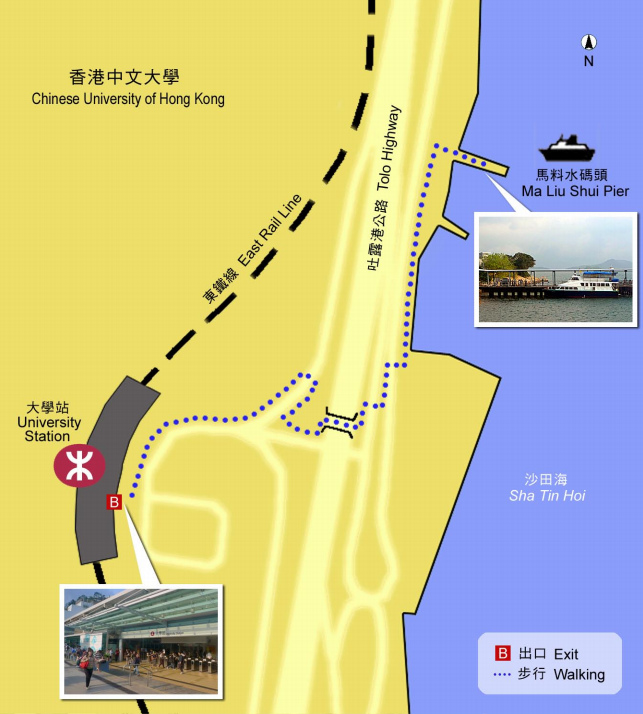 香港中文大學
Chinese University of Hong Kong
N
馬料水碼頭
Ma Liu Shui Pier
吐露港公路 Tolo Highway
東鐵線 East Rail Line
大學站
University
Station
B
沙田海
Sha Tin Hoi
B 出口 Exit
步行 Walking